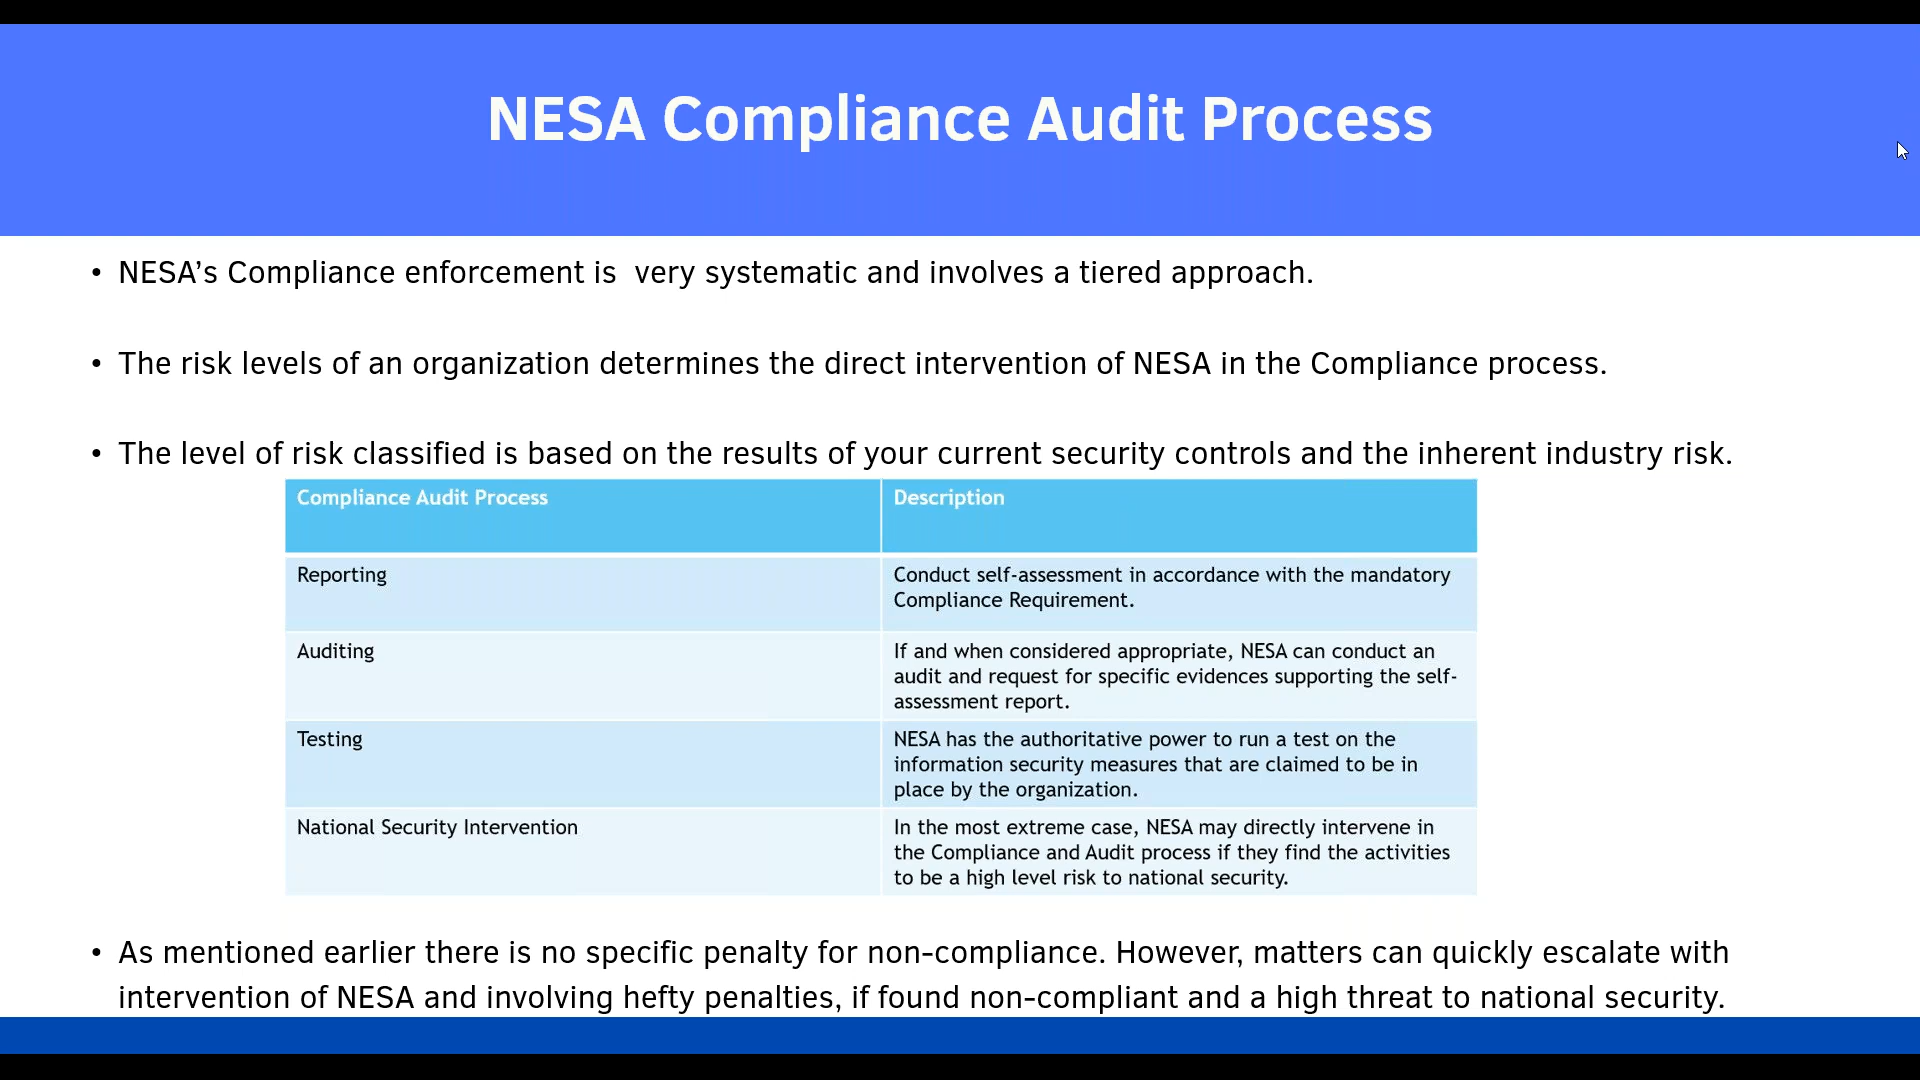 NESA Compliance Audit Process
• NESA’s Compliance enforcement is  very systematic and involves a tiered approach.
• The risk levels of an organization determines the direct intervention of NESA in the Compliance process.
• The level of risk classified is based on the results of your current security controls and the inherent industry risk.
Compliance Audit Process
Description
Reporting
Conduct self-assessment in accordance with the mandatory
Compliance Requirement.
Auditing
If and when considered appropriate, NESA can conduct an
audit and request for specific evidences supporting the self-
assessment report.
Testing
NESA has the authoritative power to run a test on the
information security measures that are claimed to be in
place by the organization.
National Security Intervention
In the most extreme case, NESA may directly intervene in
the Compliance and Audit process if they find the activities
to be a high level risk to national security.
• As mentioned earlier there is no specific penalty for non-compliance. However, matters can quickly escalate with
intervention of NESA and involving hefty penalties, if found non-compliant and a high threat to national security.